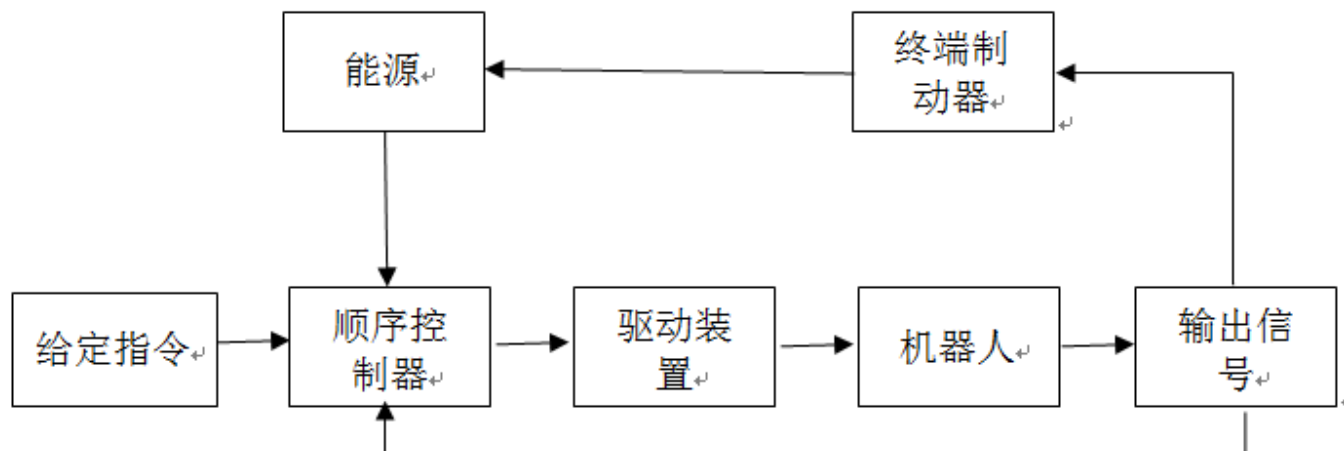 能源
终端制
动器
给定指令
顺序控
制器
驱动装
置
机器人
输出信
号